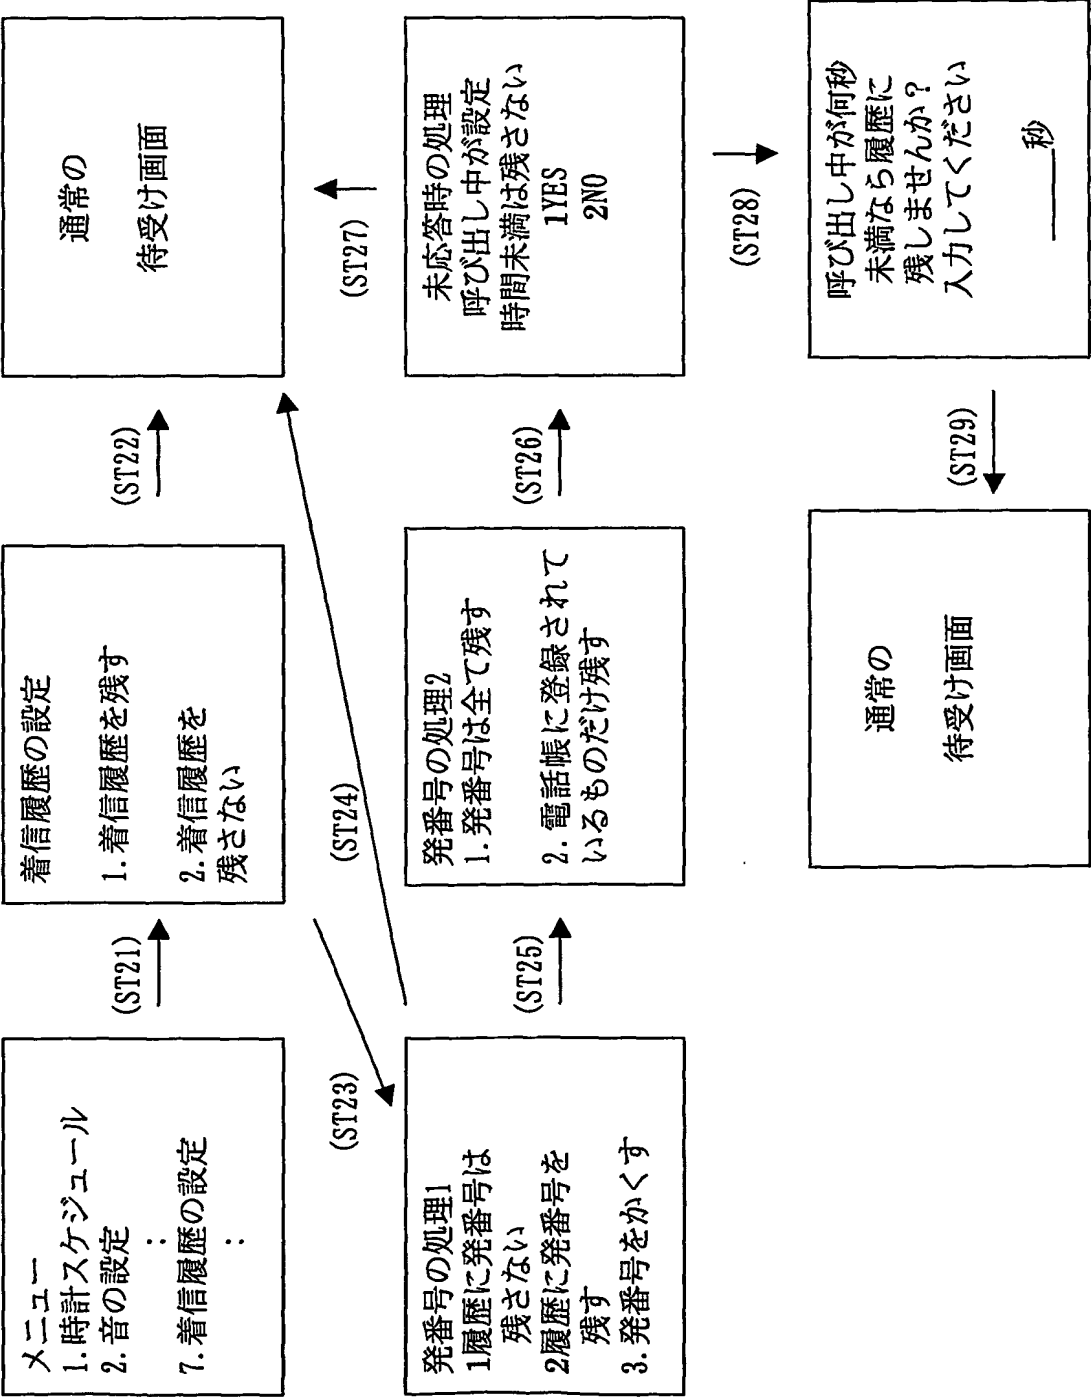 メニュー
1.時計スケジュール
2.音の設定
:
7.着信履歴の設定
:
(ST21)
着信履歴の設定
1.着信履歴を残す
2.着信履歴を
残さない
(ST22)
通常の
待受け画面
(ST23)
(ST24)
(ST27)
発番号の処理1
1履歴に発番号は
残さない
2履歴に発番号を
残す
3.発番号をかくす
(ST25)
発番号の処理2
1.発番号は全て残す
2.電話帳に登録されて
いるものだけ残す
(ST26)
未応答時の処理
呼び出し中が設定
時間未満は残さない
1YES
2NO
(ST28)
呼び出し中が何秒
未満なら履歴に
残しませんか?
入力してください
秒
(ST29)
通常の
待受け画面